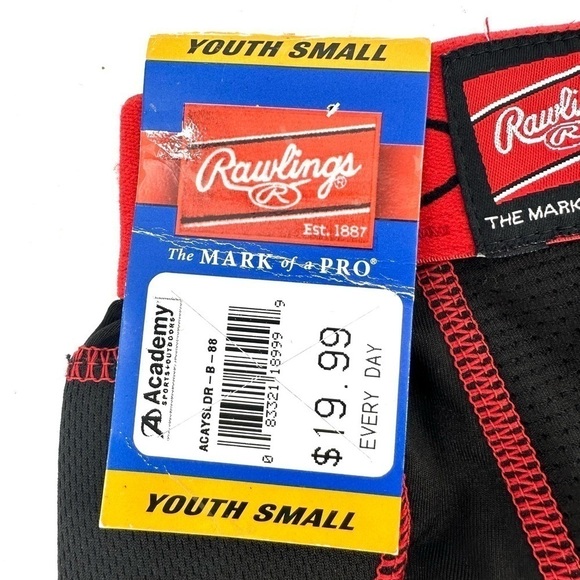 YOUTH SMALL
Rawlings®
R
Est. 1887
The MARK of a PRO®
Academy
SPORTS+OUTDOORS
ACAYSLDR-B-88
0 83321 18999 9
$19.99
EVERY DAY
YOUTH SMALL
Rawli
R
THE MARK